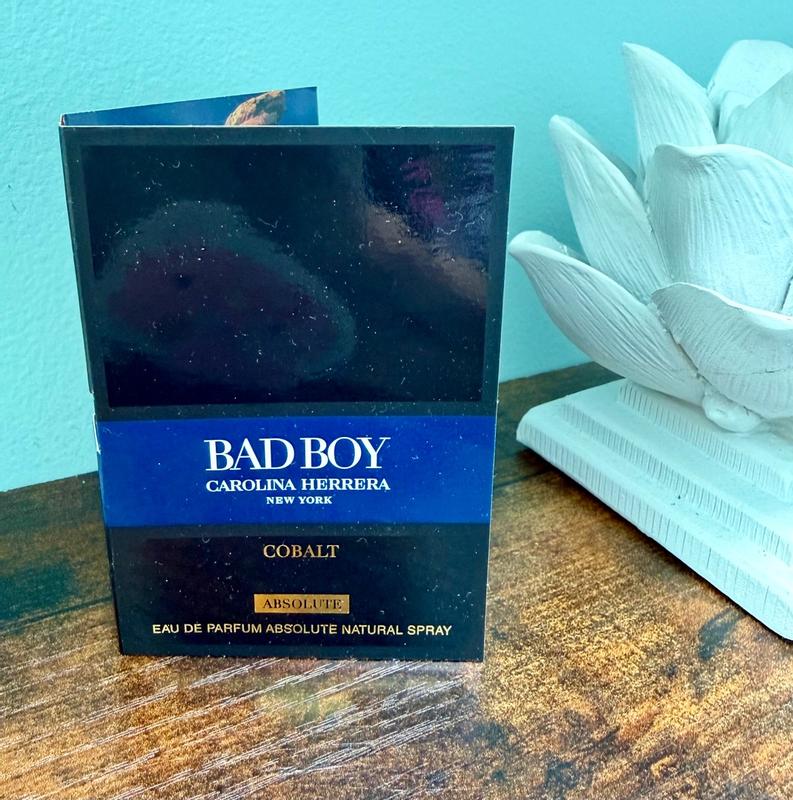 BAD BOY
CAROLINA HERRERA
NEW YORK
COBALT
ABSOLUTE
EAU DE PARFUM ABSOLUTE NATURAL SPRAY